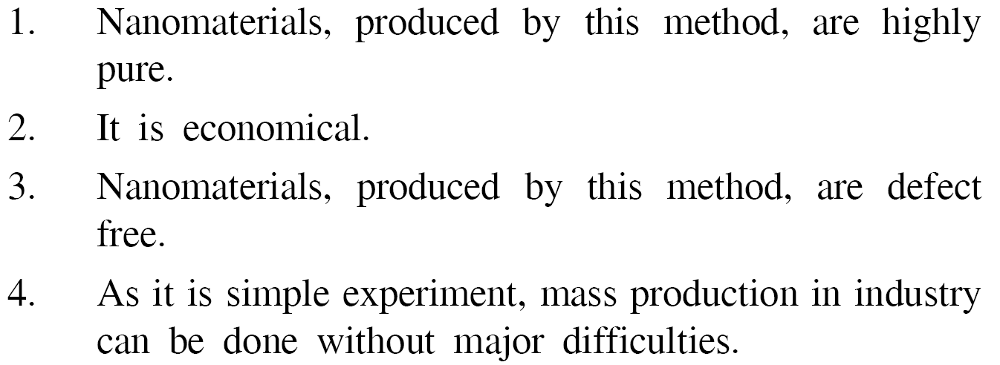 1. Nanomaterials, produced by this method, are highly
pure.
2. It is economical.
3. Nanomaterials, produced by this method, are defect
free.
4. As it is simple experiment, mass production in industry
can be done without major difficulties.